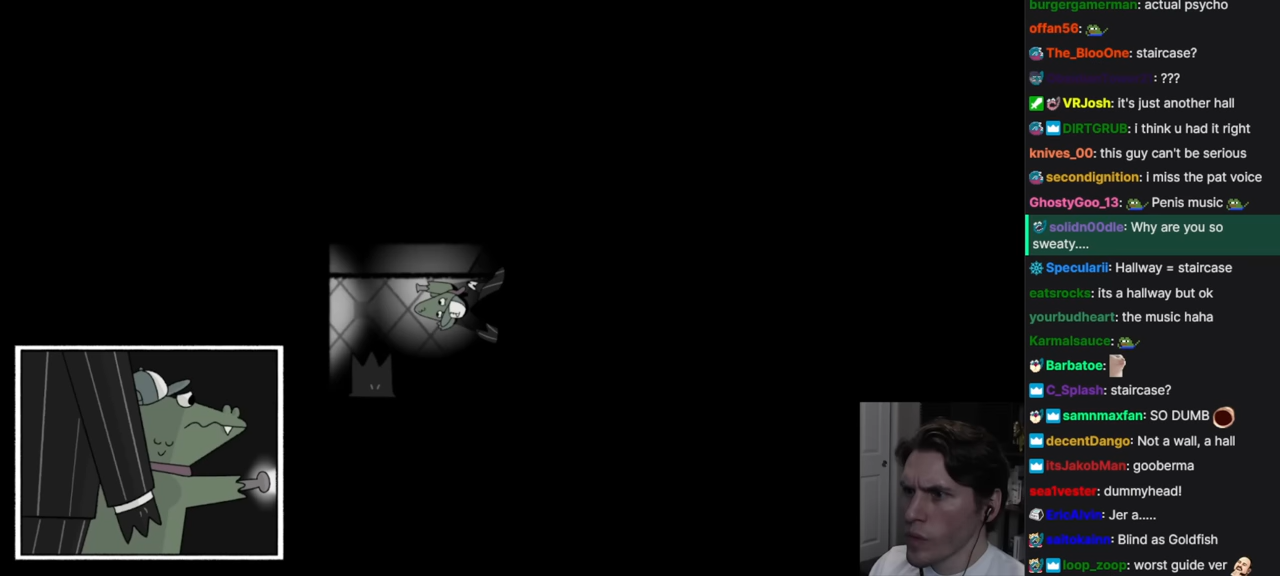 burgergamerman: actual psycho
offan56:
The_BlooOne: staircase?
: ???
VRJosh: it's just another hall
DIRTGRUB: i think u had it right
knives_00: this guy can't be serious
secondignition: i miss the pat voice
GhostyGoo_13: Penis music
solidn00dle: Why are you so
sweaty....
Specularii: Hallway = staircase
eatsrocks: its a hallway but ok
yourbudheart: the music haha
Karmalsauce:
Barbatoe:
C_Splash: staircase?
samnmaxfan: SO DUMB
decentDango: Not a wall, a hall
ItsJakobMan: gooberma
sea1vester: dummyhead!
EricAlvin: Jer a.....
saltokainn: Blind as Goldfish
loop_zoop: worst guide ver